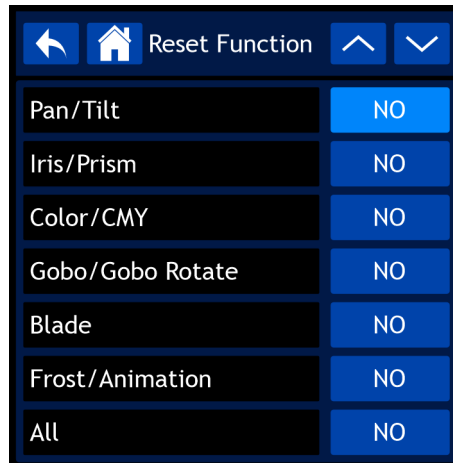 Reset Function
Pan/Tilt NO
Iris/Prism NO
Color/CMY NO
Gobo/Gobo Rotate NO
Blade NO
Frost/Animation NO
All NO